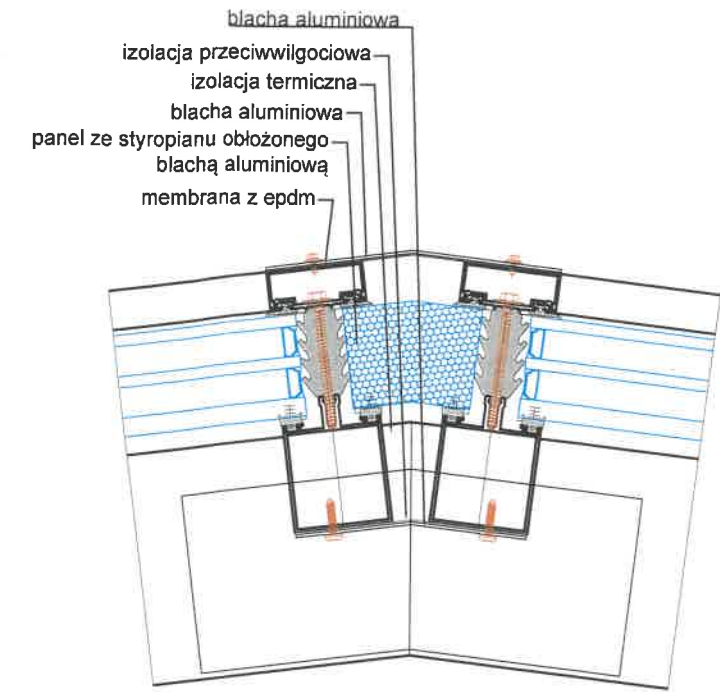 blacha aluminiowa
izolacja przeciwwilgociowa
izolacja termiczna
blacha aluminiowa
panel ze styropianu obłożonego
blachą aluminiową
membrana z epdm